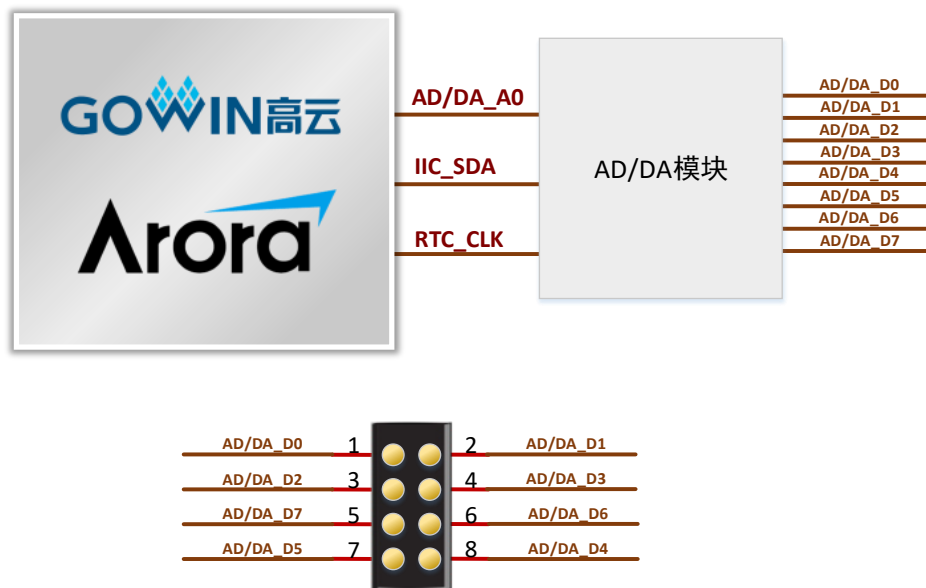 GOWIN高云
Arora
AD/DA_A0
IIC_SDA
RTC_CLK
AD/DA模块
AD/DA_D0
AD/DA_D1
AD/DA_D2
AD/DA_D3
AD/DA_D4
AD/DA_D5
AD/DA_D6
AD/DA_D7
AD/DA_D0 1 2 AD/DA_D1
AD/DA_D2 3 4 AD/DA_D3
AD/DA_D7 5 6 AD/DA_D6
AD/DA_D5 7 8 AD/DA_D4